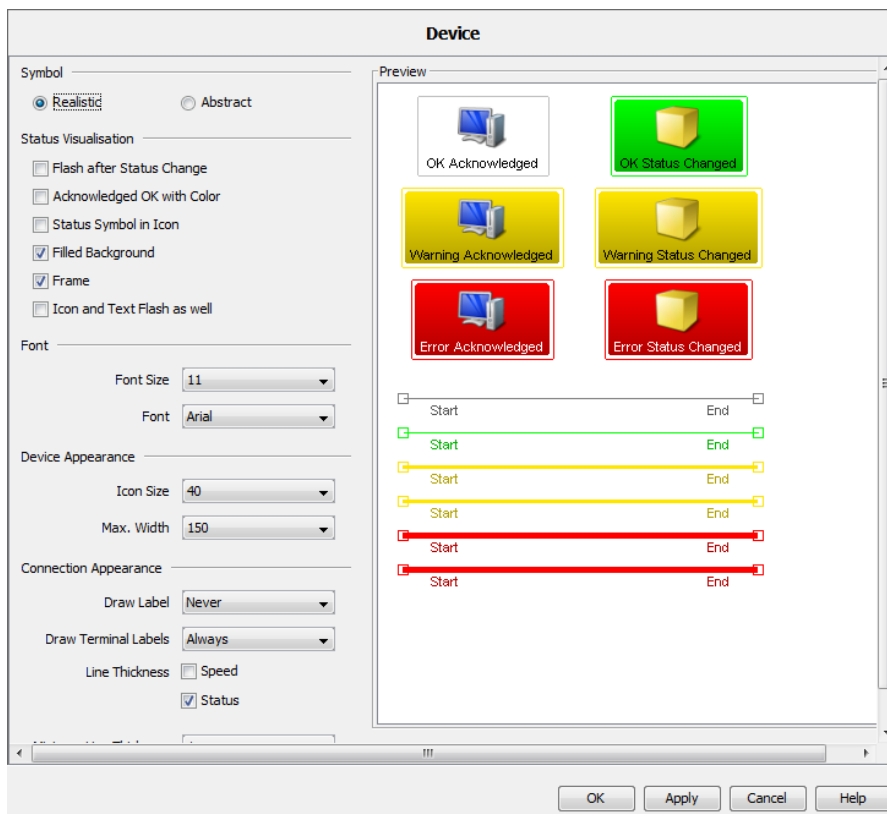 Device
Symbol
Realistic
Abstract
Status Visualisation
Flash after Status Change
Acknowledged OK with Color
Status Symbol in Icon
Filled Background
Frame
Icon and Text Flash as well
Font
Font Size 11
Font Arial
Device Appearance
Icon Size 40
Max. Width 150
Connection Appearance
Draw Label Never
Draw Terminal Labels Always
Line Thickness Speed
Status
Preview
OK Acknowledged
OK Status Changed
Warning Acknowledged
Warning Status Changed
Error Acknowledged
Error Status Changed
Start End
Start End
Start End
Start End
Start End
Start End
OK Apply Cancel Help